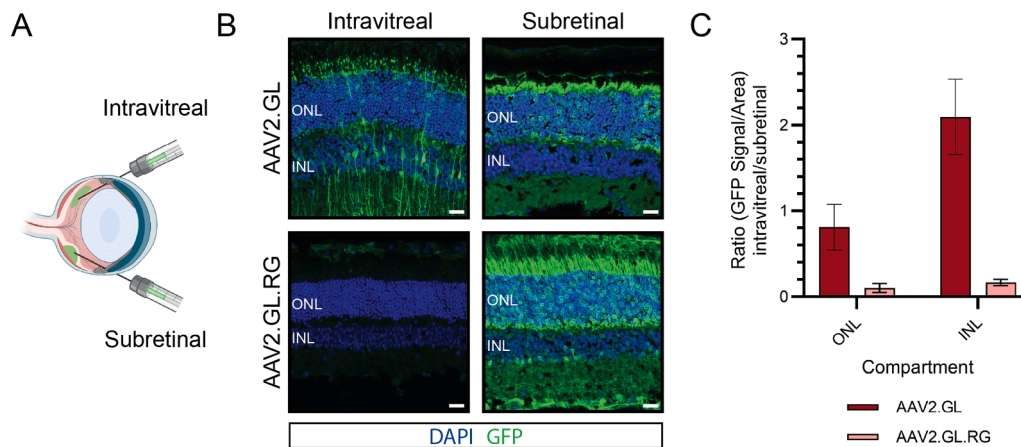 A
Intravitreal
Subretinal
B
Intravitreal
Subretinal
AAV2.GL
ONL
INL
ONL
INL
AAV2.GL.RG
ONL
INL
ONL
INL
DAPI GFP
C
Ratio (GFP Signal/Area)
intravitreal/subretinal
3
2
1
0
ONL
INL
Compartment
AAV2.GL
AAV2.GL.RG